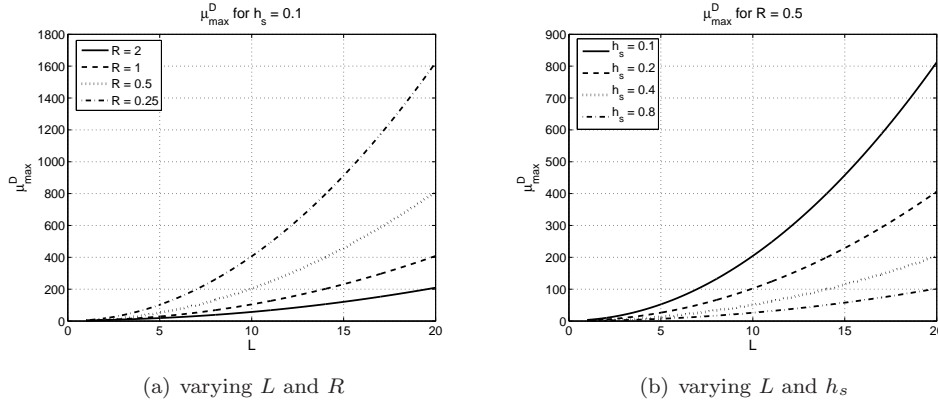 μ^D_max for h_s = 0.1
1800
1600
1400
1200
1000
800
600
400
200
0
μ^D_max
R = 2
R = 1
R = 0.5
R = 0.25
0 5 10 15 20
L
(a) varying L and R
μ^D_max for R = 0.5
900
800
700
600
500
400
300
200
100
0
μ^D_max
h_s = 0.1
h_s = 0.2
h_s = 0.4
h_s = 0.8
0 5 10 15 20
L
(b) varying L and h_s